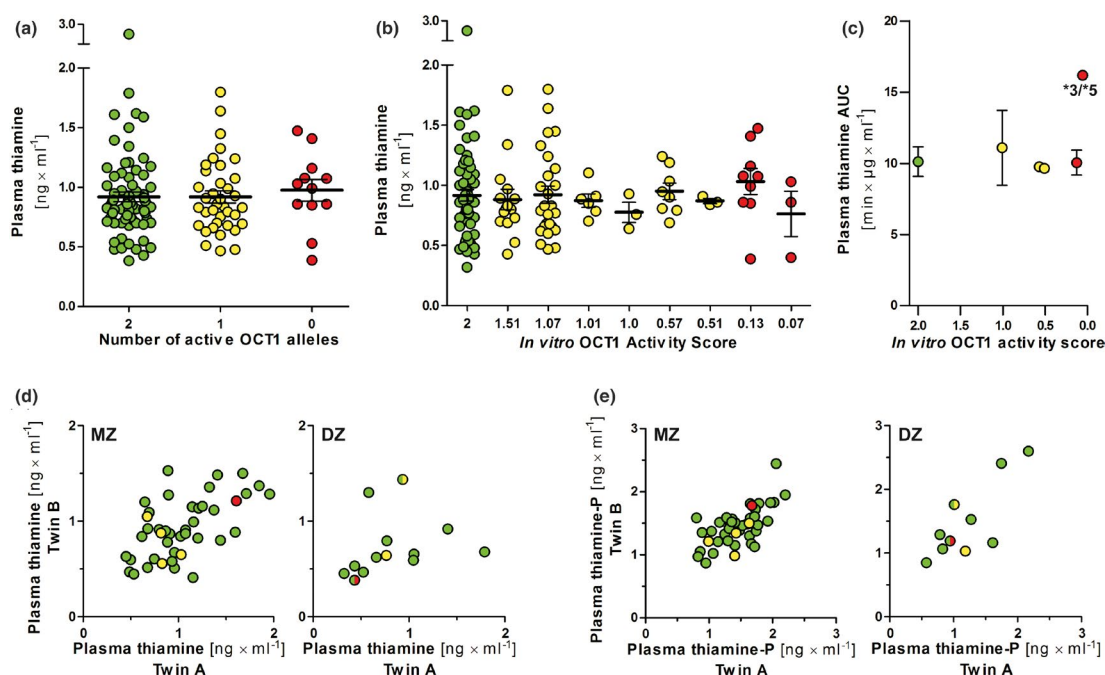 (a)
3.0
2.0
1.5
1.0
0.5
0.0
Plasma thiamine
[ng × ml⁻¹]
2 1 0
Number of active OCT1 alleles
(b)
3.0
2.0
1.5
1.0
0.5
0.0
Plasma thiamine
[ng × ml⁻¹]
2 1.51 1.07 1.01 1.0 0.57 0.51 0.13 0.07
In vitro OCT1 Activity Score
(c)
20
15
10
5
0
Plasma thiamine AUC
[min × µg × ml⁻¹]
*3/*5
2.0 1.5 1.0 0.5 0.0
In vitro OCT1 activity score
(d)
MZ
2
1
0
Plasma thiamine [ng × ml⁻¹]
Twin B
0 1 2
Plasma thiamine [ng × ml⁻¹]
Twin A
DZ
2
1
0
0 1 2
Plasma thiamine [ng × ml⁻¹]
Twin A
(e)
MZ
3
2
1
0
Plasma thiamine-P [ng × ml⁻¹]
Twin B
0 1 2 3
Plasma thiamine-P [ng × ml⁻¹]
Twin A
DZ
3
2
1
0
0 1 2 3
Plasma thiamine-P [ng × ml⁻¹]
Twin A